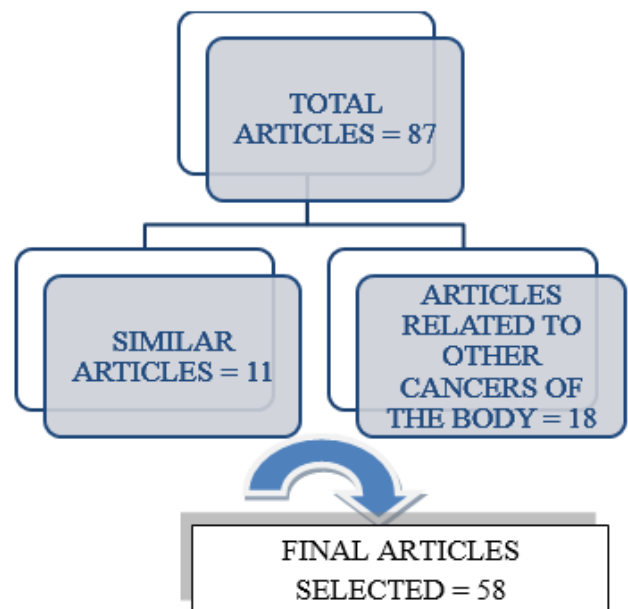 TOTAL
ARTICLES = 87
SIMILAR
ARTICLES = 11
ARTICLES
RELATED TO
OTHER
CANCERS OF
THE BODY = 18
FINAL ARTICLES
SELECTED = 58